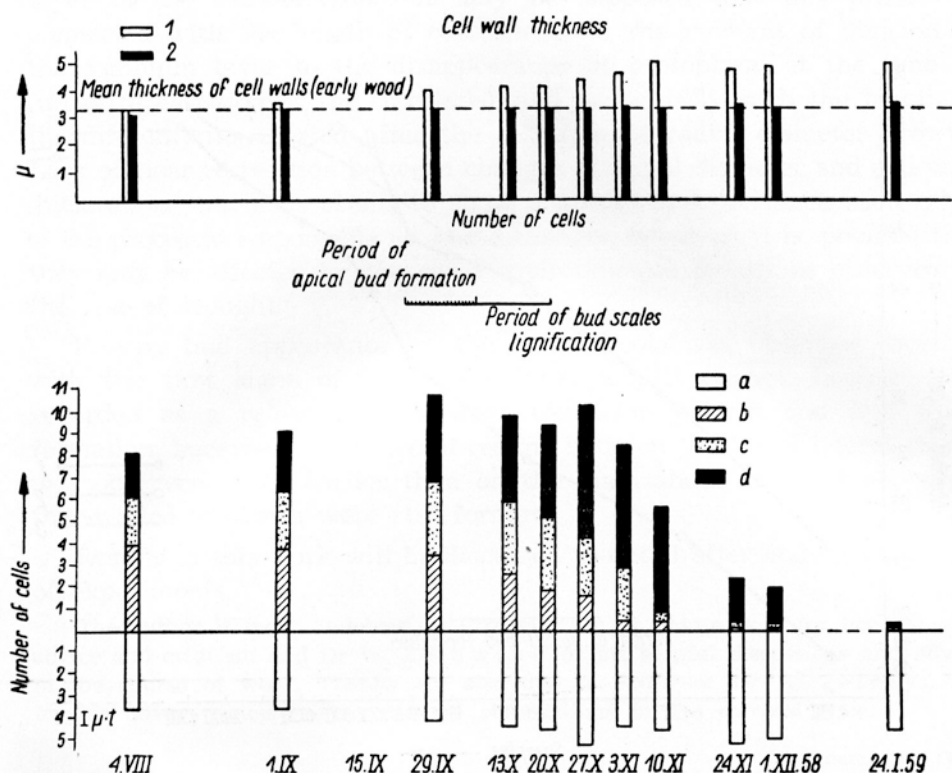 1
2
Cell wall thickness
5
4
3
2
1
µ
Mean thickness of cell walls (early wood)
Number of cells
Period of
apical bud formation
Period of bud scales
lignification
a
b
c
d
11
10
9
8
7
6
5
4
3
2
1
1
2
3
4
5
Number of cells
4.VIII 1.IX 15.IX 29.IX 13.X 20.X 27.X 3.XI 10.XI 24.XI 1.XII.58 24.I.59